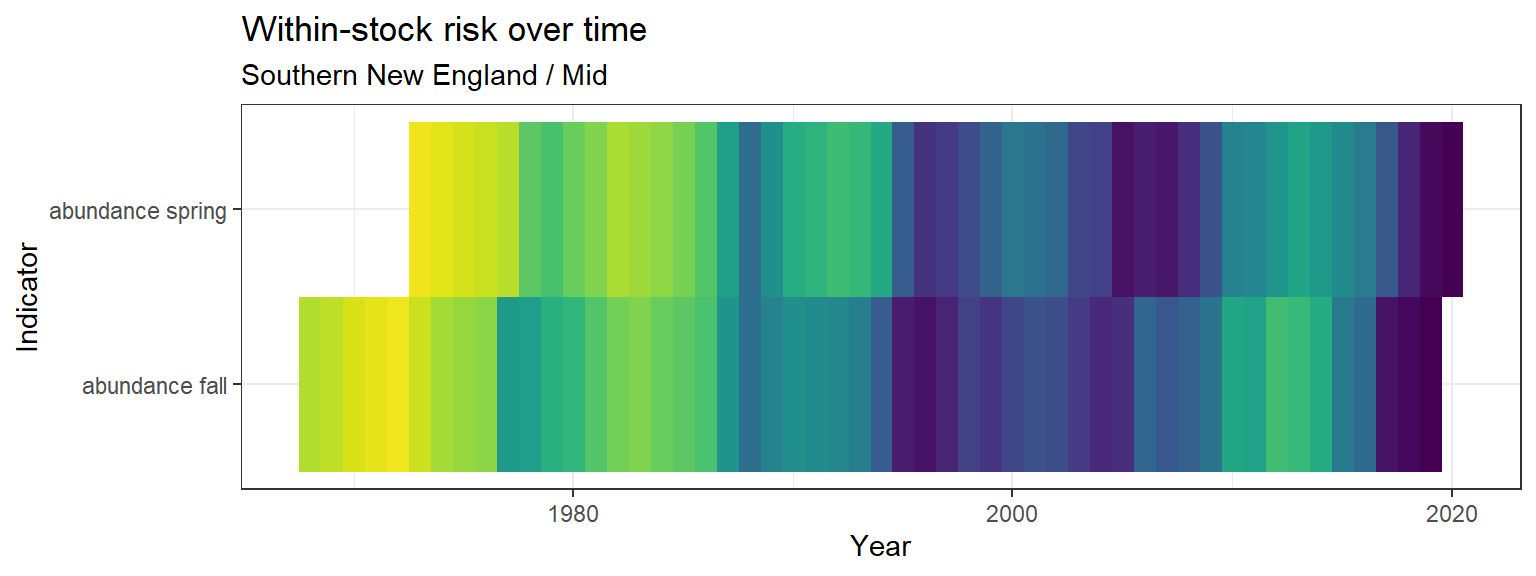 Within-stock risk over time
Southern New England / Mid
Indicator
abundance spring
abundance fall
1980
2000
2020
Year